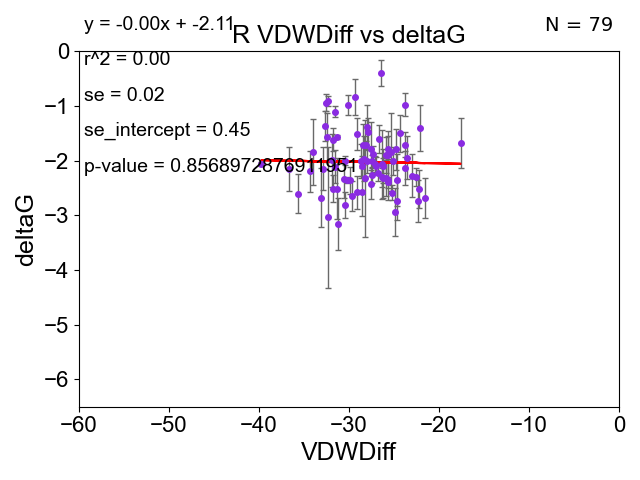 y = -0.00x + -2.11
N = 79
R VDWDiff vs deltaG
r^2 = 0.00
se = 0.02
se_intercept = 0.45
p-value = 0.8568972876911951
0
−1
−2
−3
−4
−5
−6
deltaG
−60
−50
−40
−30
−20
−10
0
VDWDiff